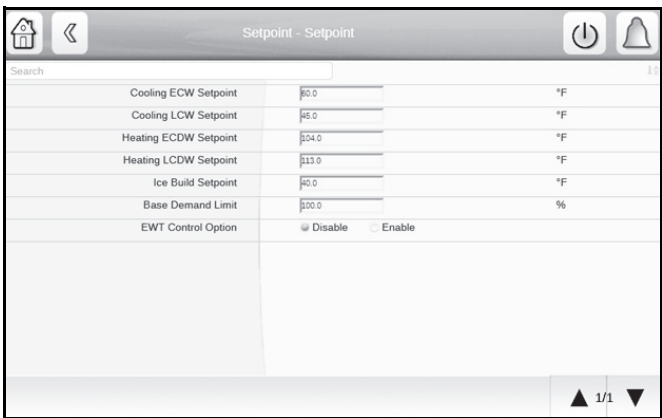 Setpoint - Setpoint
Search
Cooling ECW Setpoint 60.0 °F
Cooling LCW Setpoint 45.0 °F
Heating ECDW Setpoint 104.0 °F
Heating LCDW Setpoint 113.0 °F
Ice Build Setpoint 40.0 °F
Base Demand Limit 100.0 %
EWT Control Option Disable Enable
1/1